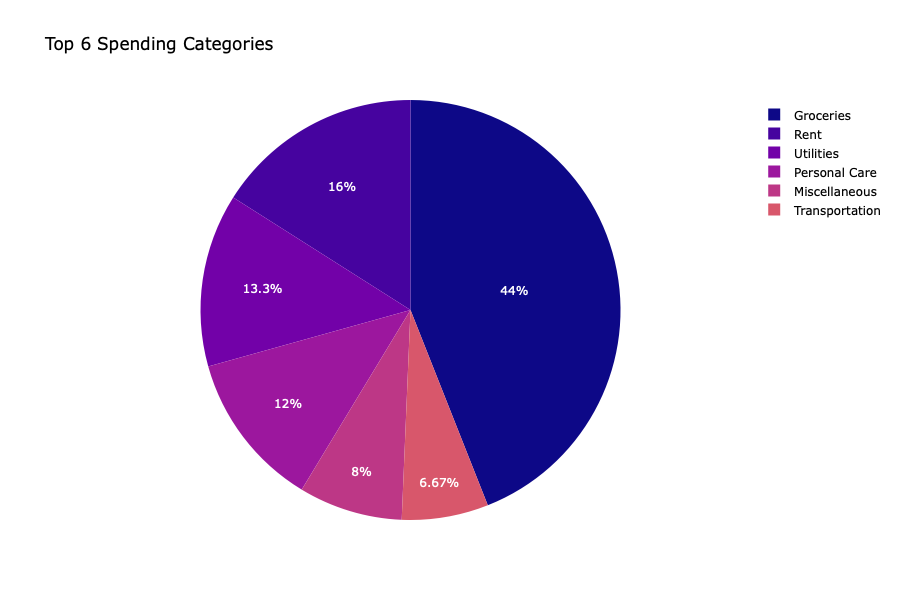 Top 6 Spending Categories
Groceries
Rent
Utilities
Personal Care
Miscellaneous
Transportation
16%
44%
13.3%
12%
8%
6.67%